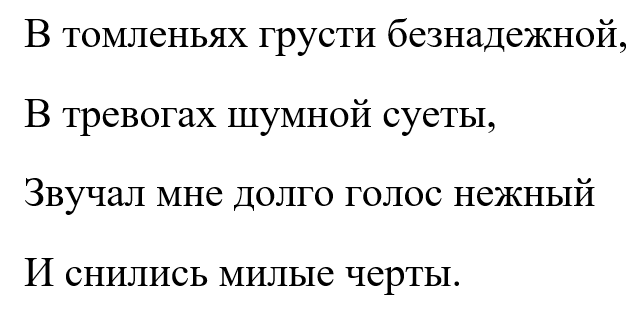 В томленьях грусти безнадежной,
В тревогах шумной суеты,
Звучал мне долго голос нежный
И снились милые черты.